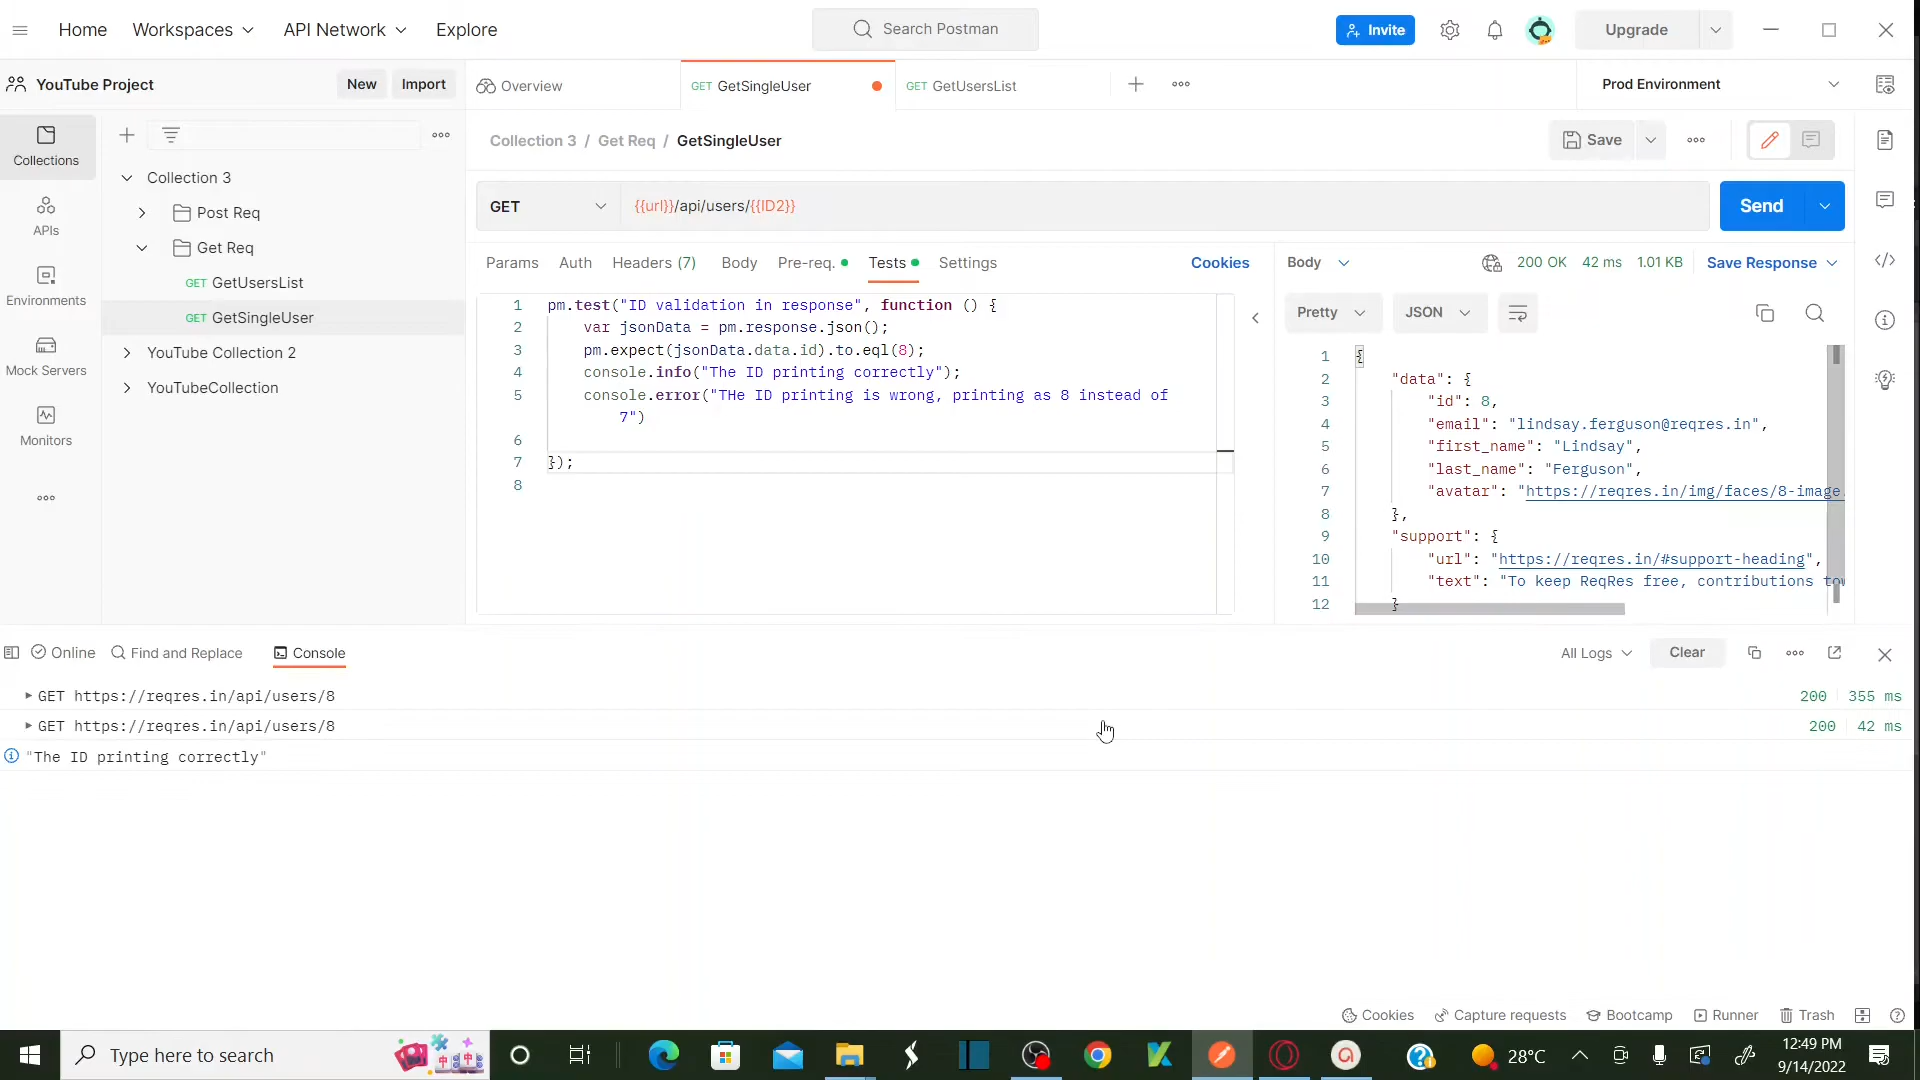 Home Workspaces API Network Explore Search Postman Invite Upgrade
YouTube Project New Import Overview GET GetSingleUser GET GetUsersList Prod Environment
Collections
APIs
Environments
Mock Servers
Monitors
Collection 3
Post Req
Get Req
GET GetUsersList
GET GetSingleUser
YouTube Collection 2
YouTubeCollection
Collection 3 / Get Req / GetSingleUser Save
GET {{url}}/api/users/{{ID2}} Send
Params Auth Headers (7) Body Pre-req. Tests Settings Cookies
1 pm.test("ID validation in response", function () {
2 var jsonData = pm.response.json();
3 pm.expect(jsonData.data.id).to.eql(8);
4 console.info("The ID printing correctly");
5 console.error("THe ID printing is wrong, printing as 8 instead of
7")
6
7 });
8
Body 200 OK 42 ms 1.01 KB Save Response
Pretty JSON
1 {
2 "data": {
3 "id": 8,
4 "email": "lindsay.ferguson@reqres.in",
5 "first_name": "Lindsay",
6 "last_name": "Ferguson",
7 "avatar": "https://reqres.in/img/faces/8-image.
8 },
9 "support": {
10 "url": "https://reqres.in/#support-heading",
11 "text": "To keep ReqRes free, contributions tow
12 }
Online Find and Replace Console All Logs Clear
GET https://reqres.in/api/users/8 200 355 ms
GET https://reqres.in/api/users/8 200 42 ms
"The ID printing correctly"
Cookies Capture requests Bootcamp Runner Trash
Type here to search 28°C 12:49 PM
9/14/2022